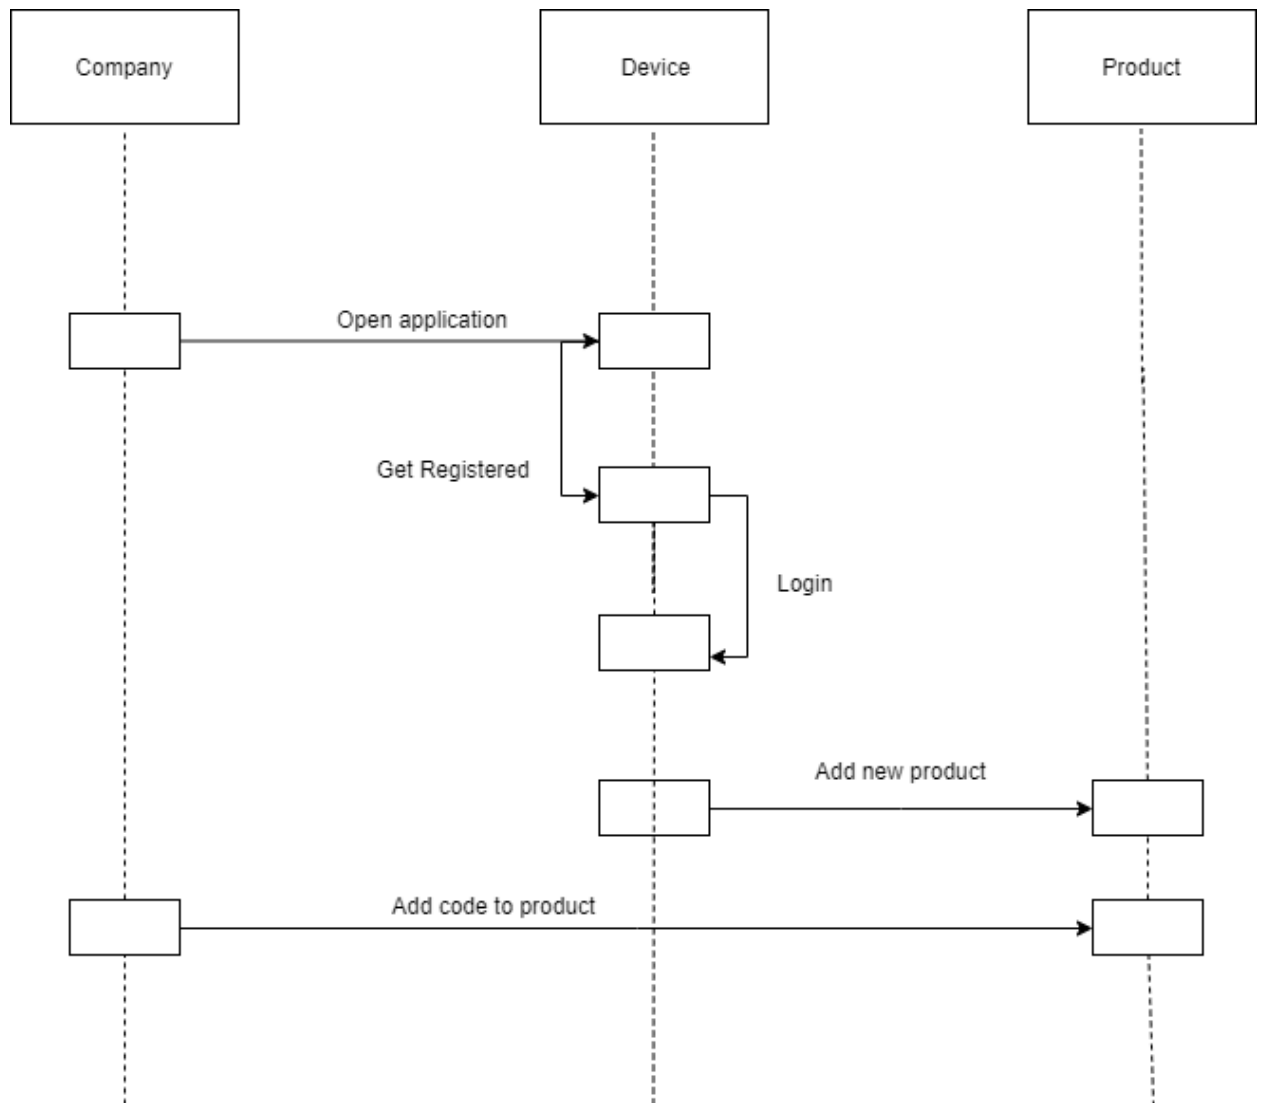 Company
Device
Product
Open application
Get Registered
Login
Add new product
Add code to product